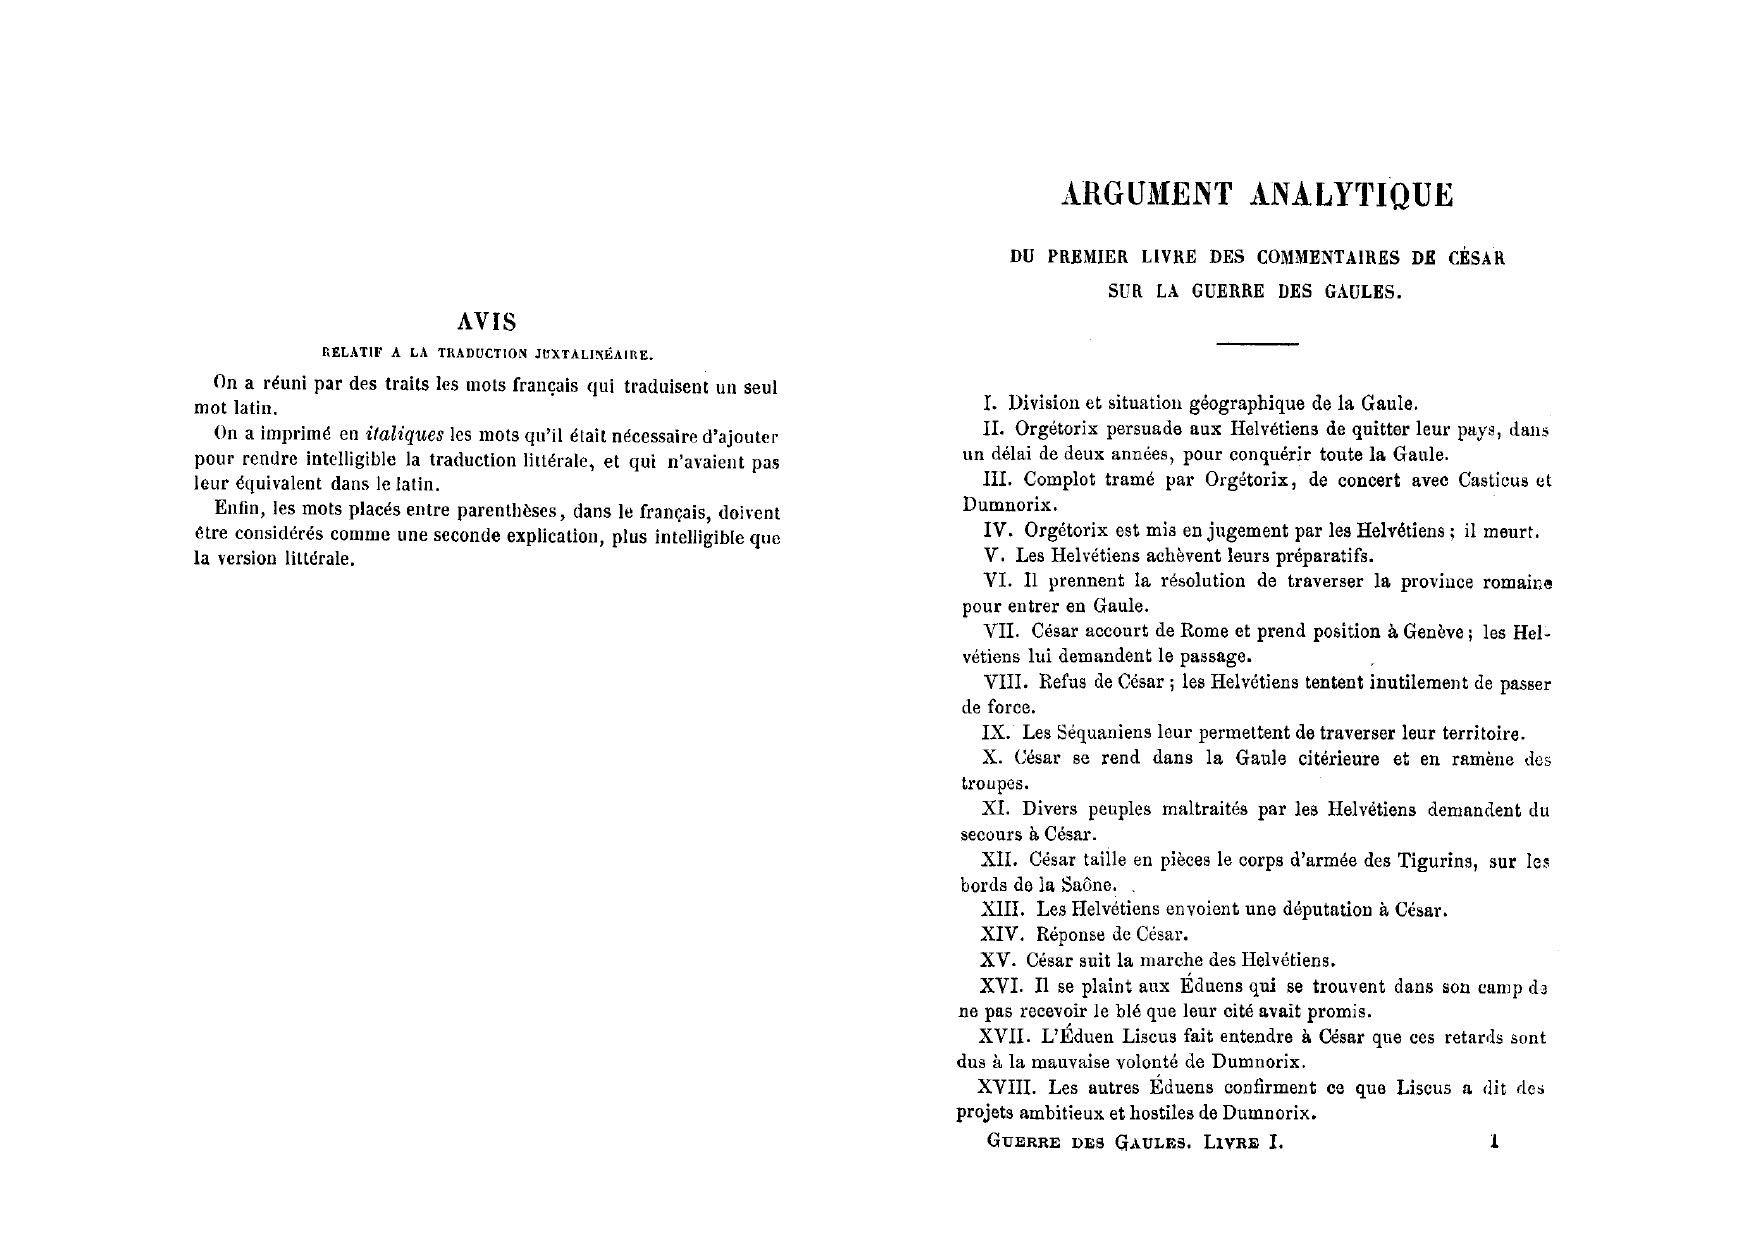 AVIS
RELATIF A LA TRADUCTION JUXTALINÉAIRE.
On a réuni par des traits les mots français qui traduisent un seul
mot latin.
On a imprimé en italiques les mots qu'il était nécessaire d'ajouter
pour rendre intelligible la traduction littérale, et qui n'avaient pas
leur équivalent dans le latin.
Enfin, les mots placés entre parenthèses, dans le français, doivent
être considérés comme une seconde explication, plus intelligible que
la version littérale.
ARGUMENT ANALYTIQUE
DU PREMIER LIVRE DES COMMENTAIRES DE CÉSAR
SUR LA GUERRE DES GAULES.
I. Division et situation géographique de la Gaule.
II. Orgétorix persuade aux Helvétiens de quitter leur pays, dans
un délai de deux années, pour conquérir toute la Gaule.
III. Complot tramé par Orgétorix, de concert avec Casticus et
Dumnorix.
IV. Orgétorix est mis en jugement par les Helvétiens ; il meurt.
V. Les Helvétiens achèvent leurs préparatifs.
VI. Il prennent la résolution de traverser la province romaine
pour entrer en Gaule.
VII. César accourt de Rome et prend position à Genève ; les Hel-
vétiens lui demandent le passage.
VIII. Refus de César ; les Helvétiens tentent inutilement de passer
de force.
IX. Les Séquaniens leur permettent de traverser leur territoire.
X. César se rend dans la Gaule citérieure et en ramène des
troupes.
XI. Divers peuples maltraités par les Helvétiens demandent du
secours à César.
XII. César taille en pièces le corps d'armée des Tigurins, sur les
bords de la Saône.
XIII. Les Helvétiens envoient une députation à César.
XIV. Réponse de César.
XV. César suit la marche des Helvétiens.
XVI. Il se plaint aux Éduens qui se trouvent dans son camp de
ne pas recevoir le blé que leur cité avait promis.
XVII. L'Éduen Liscus fait entendre à César que ces retards sont
dus à la mauvaise volonté de Dumnorix.
XVIII. Les autres Éduens confirment ce que Liscus a dit des
projets ambitieux et hostiles de Dumnorix.
GUERRE DES GAULES. LIVRE I. 1